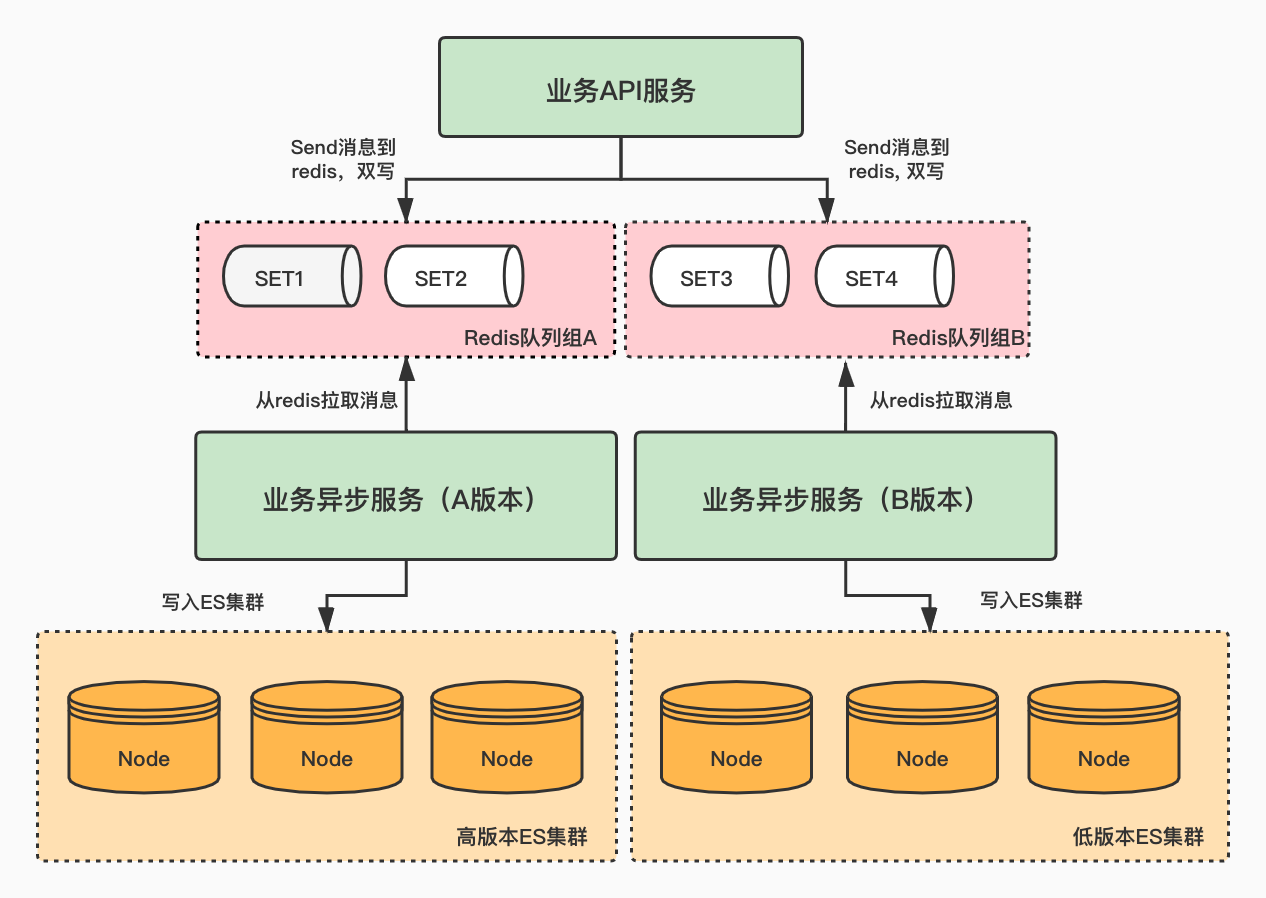 业务API服务
Send消息到
redis，双写
Send消息到
redis, 双写
SET1
SET2
Redis队列组A
SET3
SET4
Redis队列组B
从redis拉取消息
从redis拉取消息
业务异步服务（A版本）
业务异步服务（B版本）
写入ES集群
写入ES集群
Node
Node
Node
高版本ES集群
Node
Node
Node
低版本ES集群